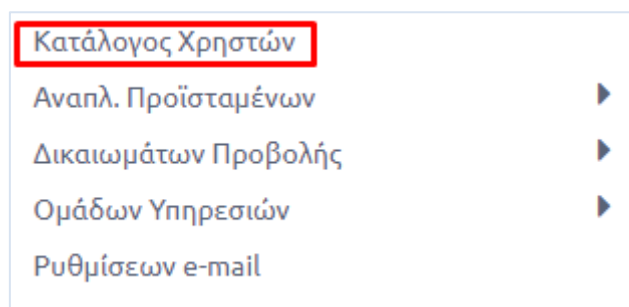 Κατάλογος Χρηστών
Αναπλ. Προϊσταμένων
Δικαιωμάτων Προβολής
Ομάδων Υπηρεσιών
Ρυθμίσεων e-mail